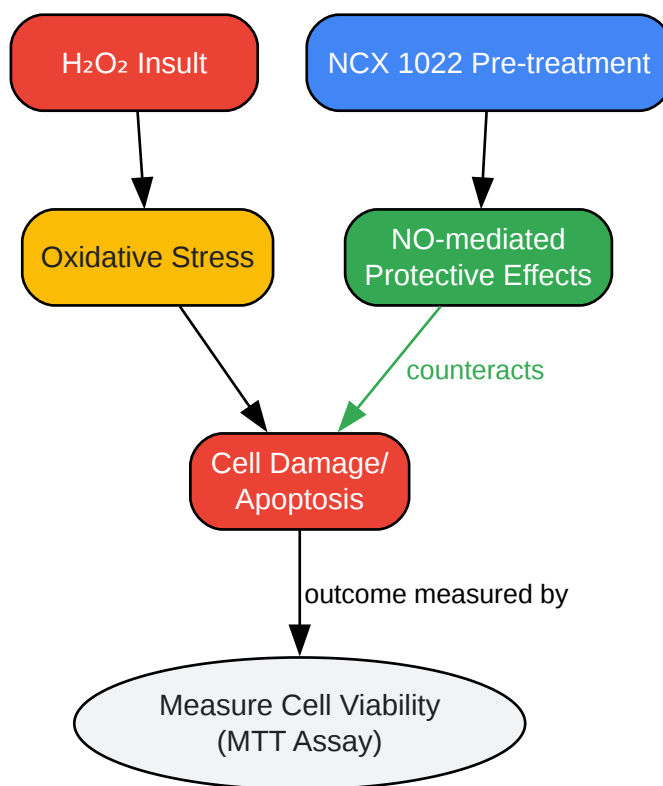 H₂O₂ Insult
NCX 1022 Pre-treatment
Oxidative Stress
NO-mediated
Protective Effects
counteracts
Cell Damage/
Apoptosis
outcome measured by
Measure Cell Viability
(MTT Assay)